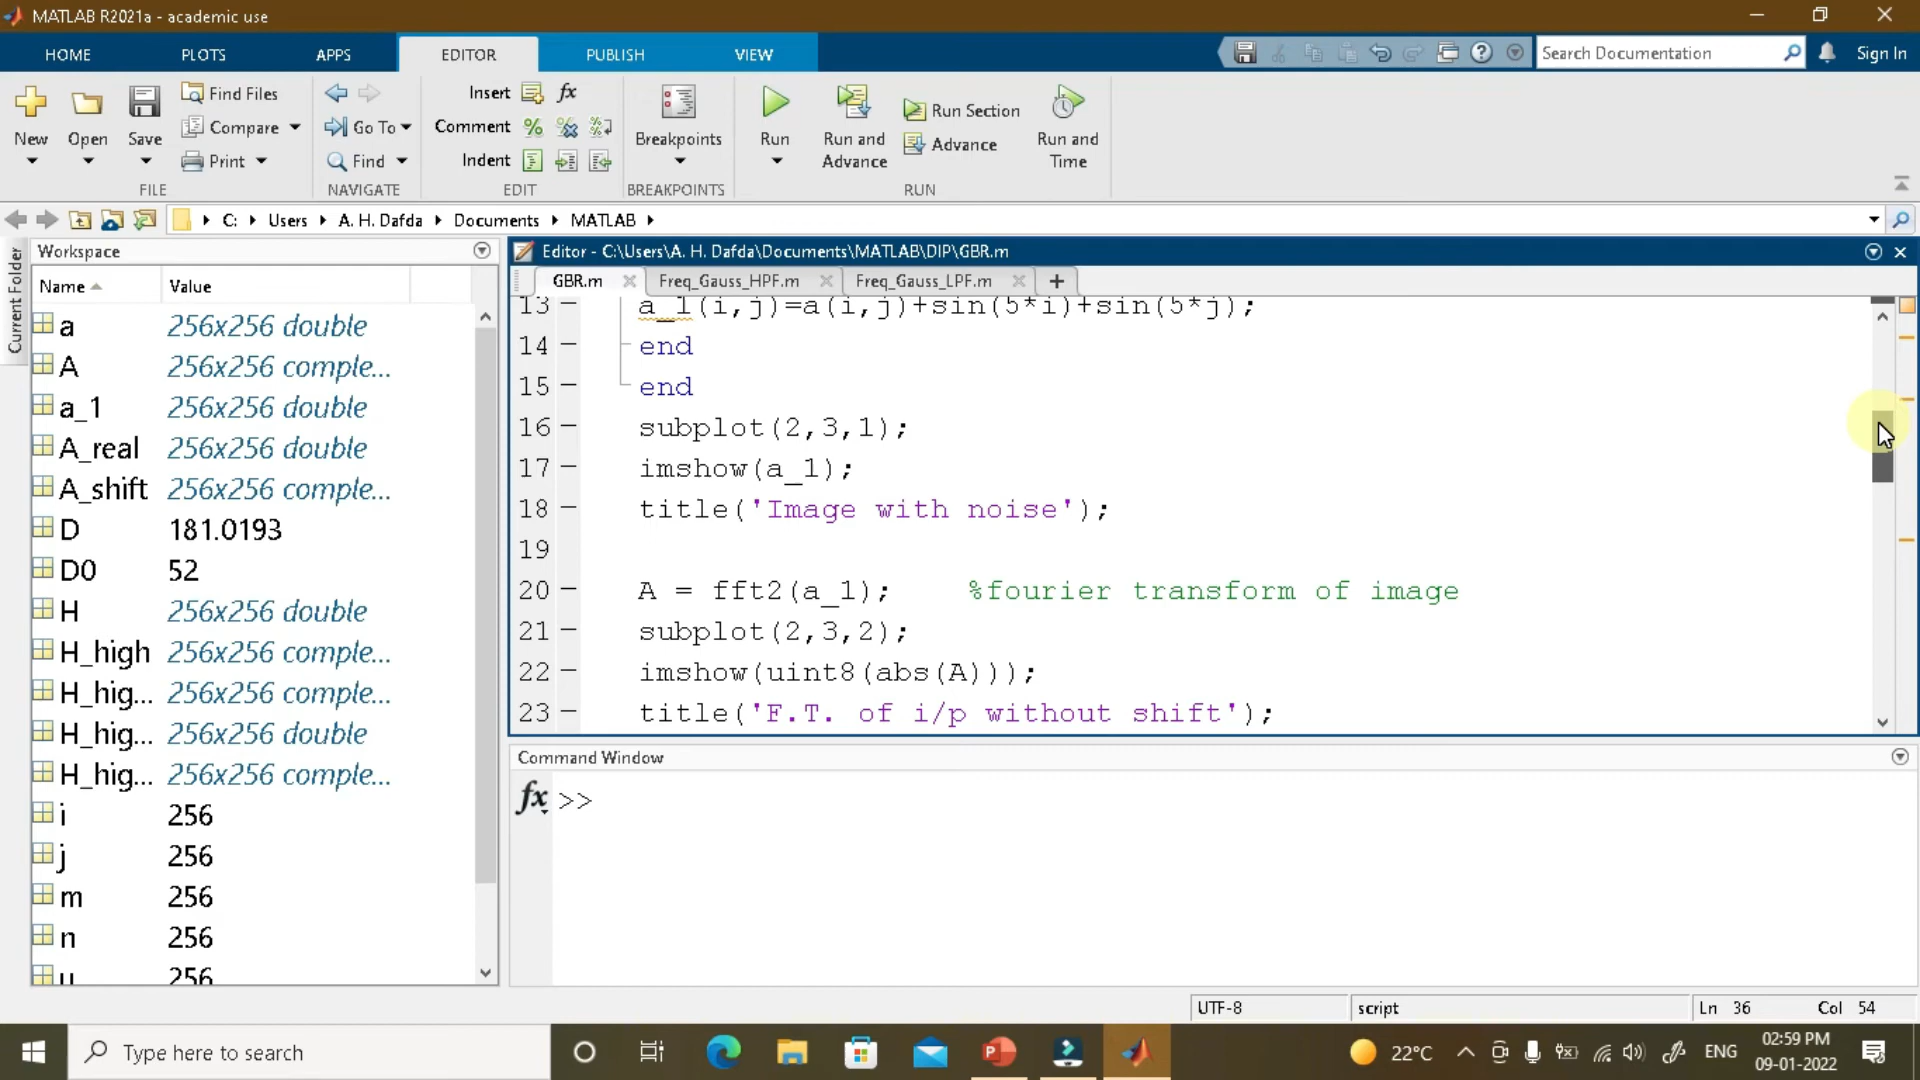 MATLAB R2021a - academic use
HOME PLOTS APPS EDITOR PUBLISH VIEW
Search Documentation
Sign In
New
Open
Save
Find Files
Compare
Print
FILE
Go To
Find
NAVIGATE
Insert fx
Comment
Indent
EDIT
Breakpoints
BREAKPOINTS
Run
Run and Advance
Run Section
Advance
Run and Time
RUN
C: Users A. H. Dafda Documents MATLAB
Current Folder
Workspace
Name Value
a 256x256 double
A 256x256 comple...
a_1 256x256 double
A_real 256x256 double
A_shift 256x256 comple...
D 181.0193
D0 52
H 256x256 double
H_high 256x256 comple...
H_hig... 256x256 comple...
H_hig... 256x256 double
H_hig... 256x256 comple...
i 256
j 256
m 256
n 256
u 256
Editor - C:\Users\A. H. Dafda\Documents\MATLAB\DIP\GBR.m
GBR.m Freq_Gauss_HPF.m Freq_Gauss_LPF.m
13 a_1(i,j)=a(i,j)+sin(5*i)+sin(5*j);
14 end
15 end
16 subplot(2,3,1);
17 imshow(a_1);
18 title('Image with noise');
19
20 A = fft2(a_1); %fourier transform of image
21 subplot(2,3,2);
22 imshow(uint8(abs(A)));
23 title('F.T. of i/p without shift');
Command Window
fx >>
UTF-8 script Ln 36 Col 54
Type here to search
22°C
ENG
02:59 PM
09-01-2022